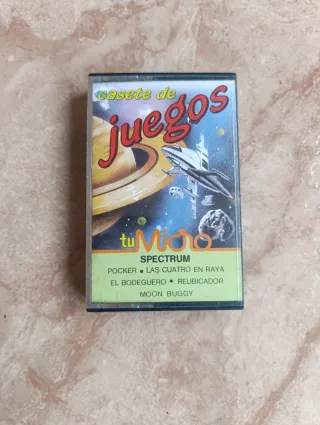 casete de
juegos
tu Micro
SPECTRUM
POCKER • LAS CUATRO EN RAYA
EL BODEGUERO • REUBICADOR
MOON BUGGY